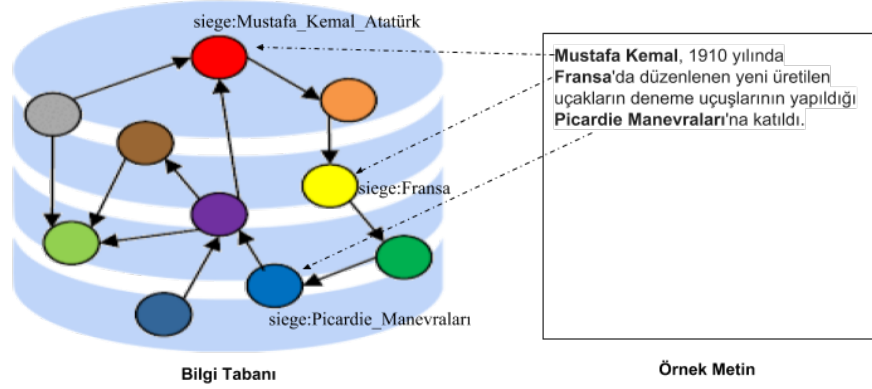 siege:Mustafa_Kemal_Atatürk
Mustafa Kemal, 1910 yılında
Fransa'da düzenlenen yeni üretilen
uçakların deneme uçuşlarının yapıldığı
Picardie Manevraları'na katıldı.
siege:Fransa
siege:Picardie_Manevraları
Bilgi Tabanı
Örnek Metin